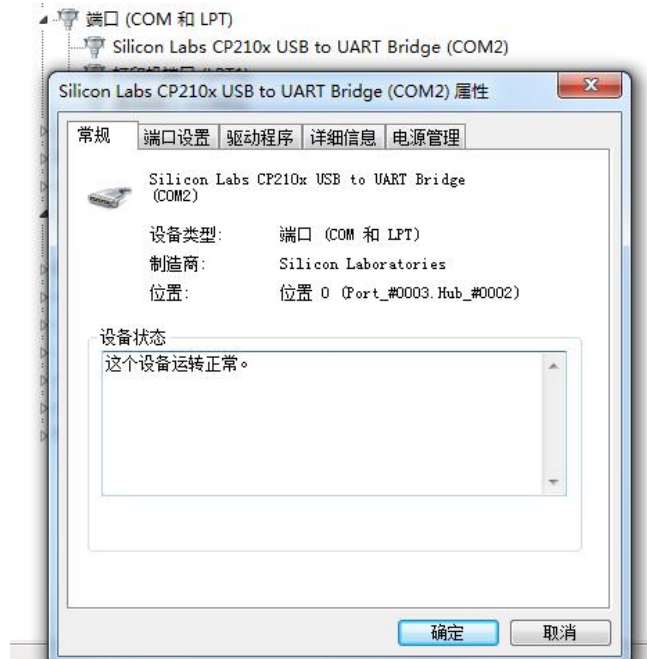 端口 (COM 和 LPT)
Silicon Labs CP210x USB to UART Bridge (COM2)
Silicon Labs CP210x USB to UART Bridge (COM2) 属性
常规 端口设置 驱动程序 详细信息 电源管理
Silicon Labs CP210x USB to UART Bridge
(COM2)
设备类型: 端口 (COM 和 LPT)
制造商: Silicon Laboratories
位置: 位置 0 (Port_#0003.Hub_#0002)
设备状态
这个设备运转正常。
确定 取消